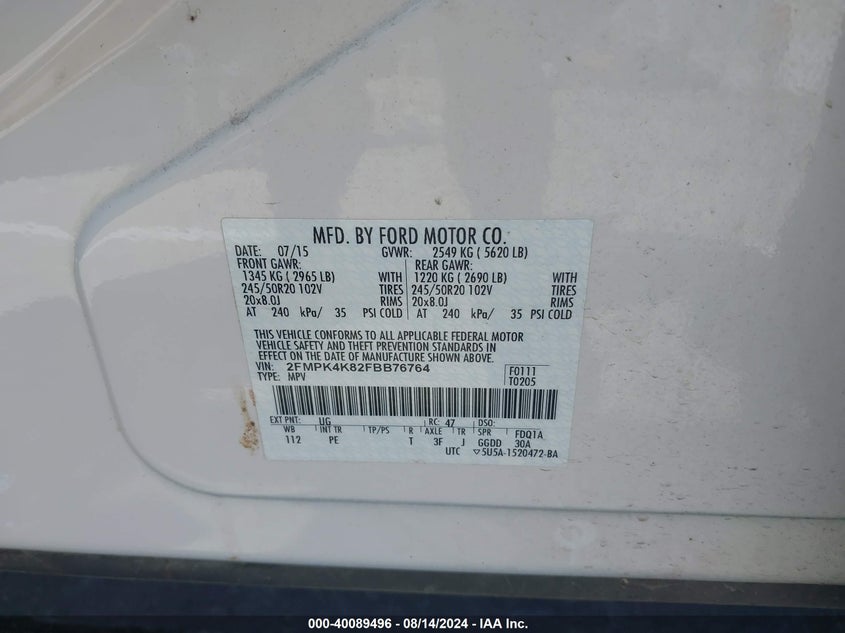 MFD. BY FORD MOTOR CO.
DATE: 07/15 GVWR: 2549 KG ( 5620 LB)
FRONT GAWR: REAR GAWR:
1345 KG ( 2965 LB) WITH 1220 KG ( 2690 LB) WITH
245/50R20 102V TIRES 245/50R20 102V TIRES
20x8.0J RIMS 20x8.0J RIMS
AT 240 kPa/ 35 PSI COLD AT 240 kPa/ 35 PSI COLD
THIS VEHICLE CONFORMS TO ALL APPLICABLE FEDERAL MOTOR
VEHICLE SAFETY AND THEFT PREVENTION STANDARDS IN
EFFECT ON THE DATE OF MANUFACTURE SHOWN ABOVE.
VIN: 2FMPK4K82FBB76764 F0111
TYPE: MPV T0205
EXT PNT: UG RC: 47 DSO:
WB INT TR TP/PS R AXLE TR SPR FDQ1A
112 PE T 3F J GGDD 30A
UTC ▽5U5A-1520472-BA
000-40089496 - 08/14/2024 - IAA Inc.